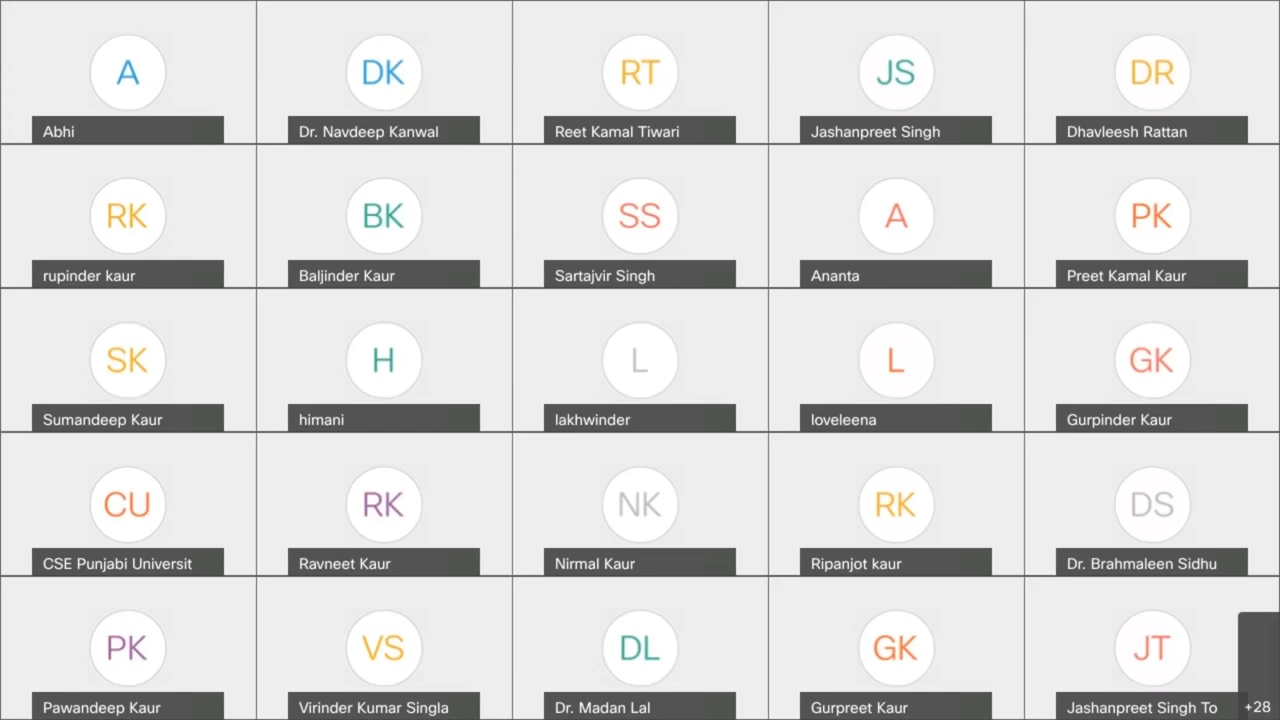 A
DK
RT
JS
DR
Abhi
Dr. Navdeep Kanwal
Reet Kamal Tiwari
Jashanpreet Singh
Dhavleesh Rattan
RK
BK
SS
A
PK
rupinder kaur
Baljinder Kaur
Sartajvir Singh
Ananta
Preet Kamal Kaur
SK
H
L
L
GK
Sumandeep Kaur
himani
lakhwinder
loveleena
Gurpinder Kaur
CU
RK
NK
RK
DS
CSE Punjabi Universit
Ravneet Kaur
Nirmal Kaur
Ripanjot kaur
Dr. Brahmaleen Sidhu
PK
VS
DL
GK
JT
Pawandeep Kaur
Virinder Kumar Singla
Dr. Madan Lal
Gurpreet Kaur
Jashanpreet Singh To
+28